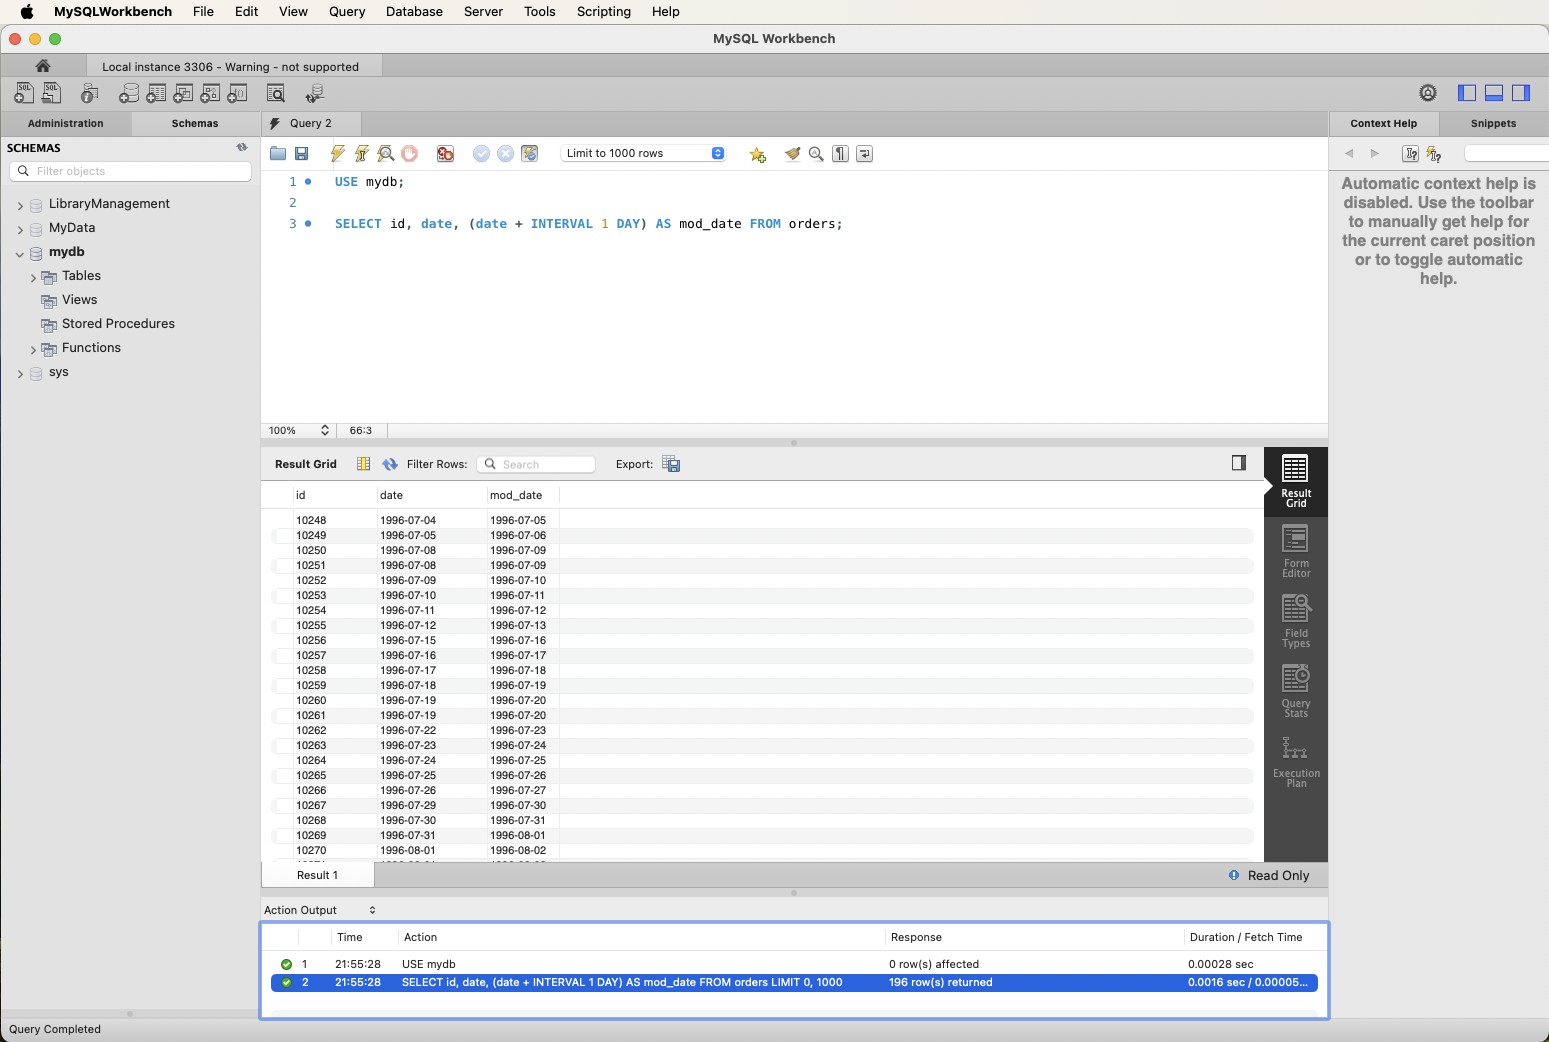 MySQLWorkbench File Edit View Query Database Server Tools Scripting Help
MySQL Workbench
Local instance 3306 - Warning - not supported
Administration Schemas
Query 2
Context Help Snippets
SCHEMAS
Filter objects
LibraryManagement
MyData
mydb
Tables
Views
Stored Procedures
Functions
sys
Limit to 1000 rows
1 USE mydb;
2
3 SELECT id, date, (date + INTERVAL 1 DAY) AS mod_date FROM orders;
100% 66:3
Automatic context help is
disabled. Use the toolbar
to manually get help for
the current caret position
or to toggle automatic
help.
Result Grid Filter Rows: Search Export:
id date mod_date
10248 1996-07-04 1996-07-05
10249 1996-07-05 1996-07-06
10250 1996-07-08 1996-07-09
10251 1996-07-08 1996-07-09
10252 1996-07-09 1996-07-10
10253 1996-07-10 1996-07-11
10254 1996-07-11 1996-07-12
10255 1996-07-12 1996-07-13
10256 1996-07-15 1996-07-16
10257 1996-07-16 1996-07-17
10258 1996-07-17 1996-07-18
10259 1996-07-18 1996-07-19
10260 1996-07-19 1996-07-20
10261 1996-07-19 1996-07-20
10262 1996-07-22 1996-07-23
10263 1996-07-23 1996-07-24
10264 1996-07-24 1996-07-25
10265 1996-07-25 1996-07-26
10266 1996-07-26 1996-07-27
10267 1996-07-29 1996-07-30
10268 1996-07-30 1996-07-31
10269 1996-07-31 1996-08-01
10270 1996-08-01 1996-08-02
Result
Grid
Form
Editor
Field
Types
Query
Stats
Execution
Plan
Result 1
Read Only
Action Output
Time Action Response Duration / Fetch Time
1 21:55:28 USE mydb 0 row(s) affected 0.00028 sec
2 21:55:28 SELECT id, date, (date + INTERVAL 1 DAY) AS mod_date FROM orders LIMIT 0, 1000 196 row(s) returned 0.0016 sec / 0.00005...
Query Completed